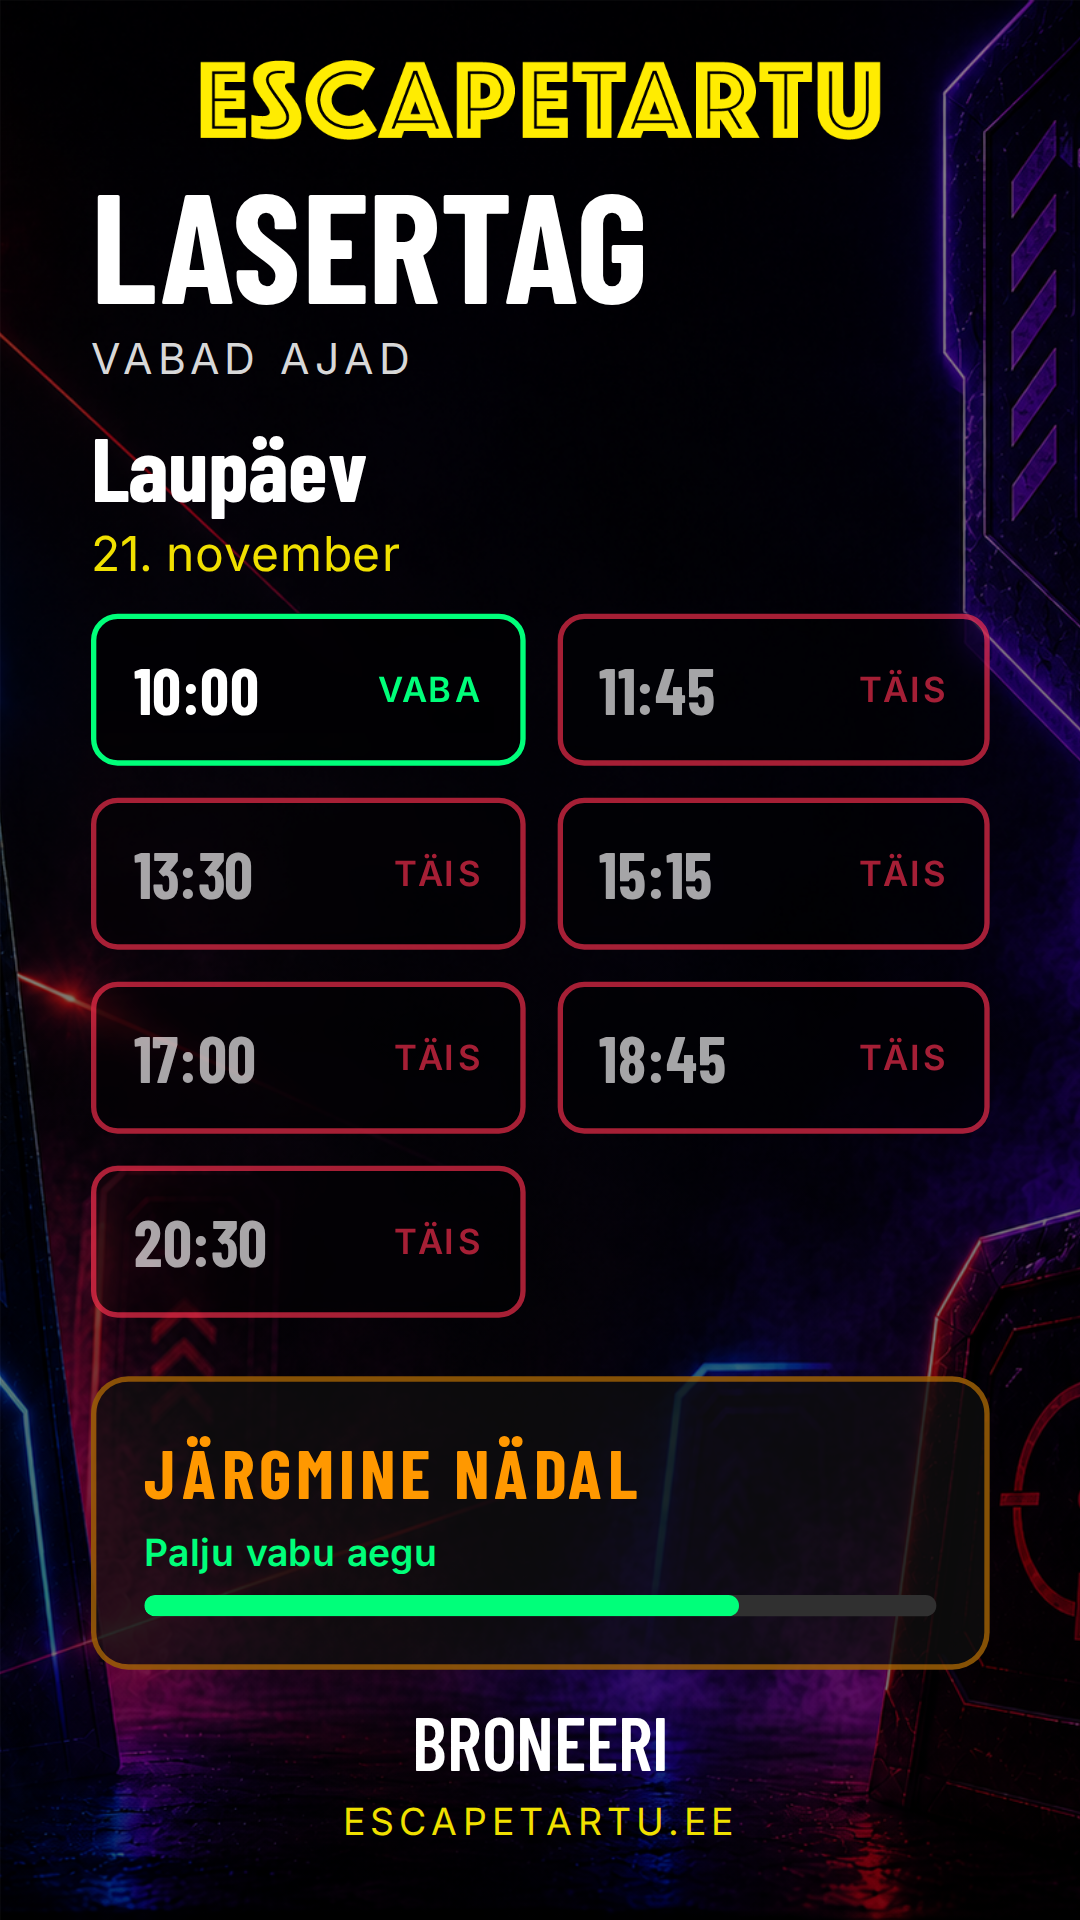 ESCAPETARTU
LASERTAG
VABAD AJAD
Laupäev
21. november
10:00 VABA
11:45 TÄIS
13:30 TÄIS
15:15 TÄIS
17:00 TÄIS
18:45 TÄIS
20:30 TÄIS
JÄRGMINE NÄDAL
Palju vabu aegu
BRONEERI
ESCAPETARTU.EE